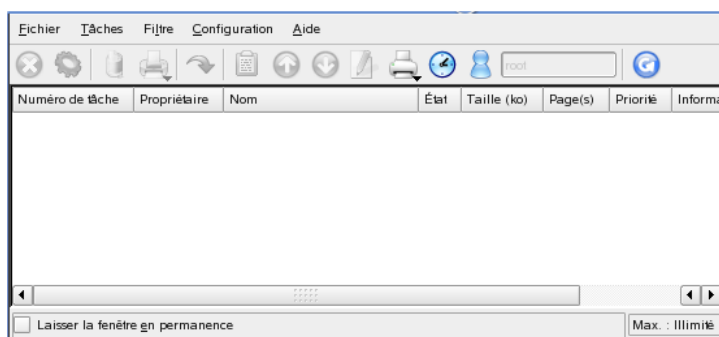 Fichier Tâches Filtre Configuration Aide
root
Numéro de tâche Propriétaire Nom État Taille (ko) Page(s) Priorité Informa
Laisser la fenêtre en permanence Max. : Illimité